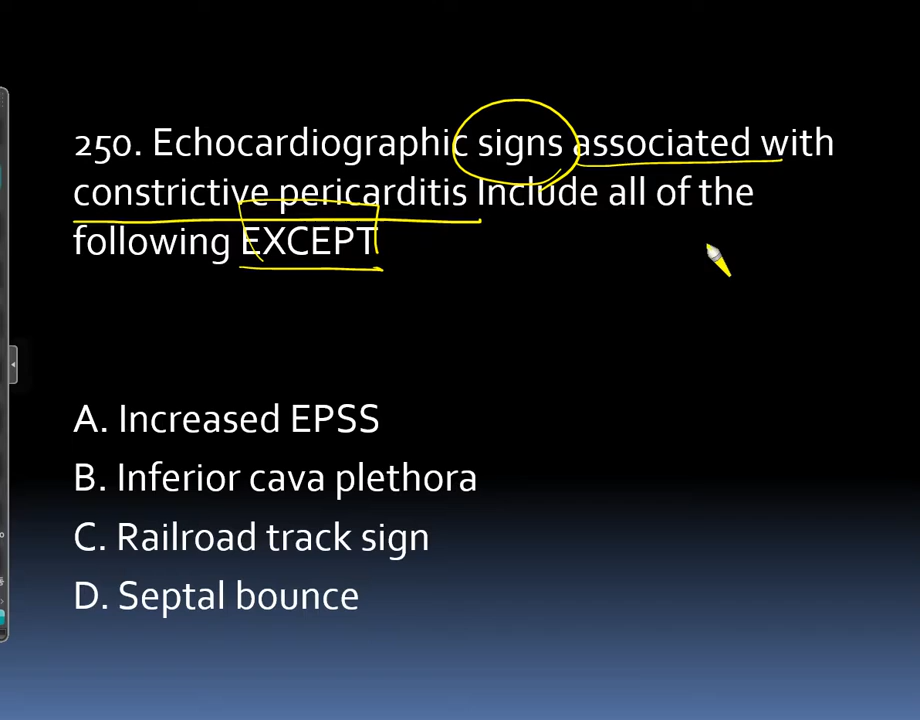 250. Echocardiographic signs associated with
constrictive pericarditis Include all of the
following EXCEPT
A. Increased EPSS
B. Inferior cava plethora
C. Railroad track sign
D. Septal bounce